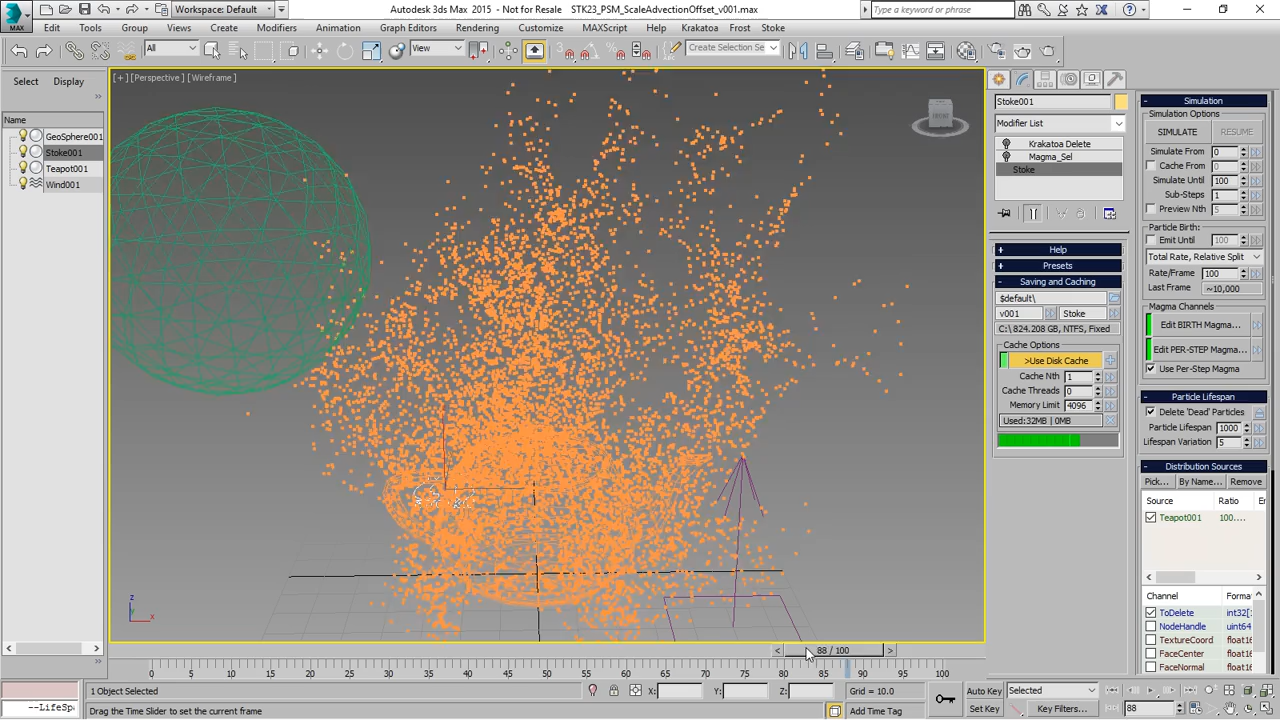 MAX
Workspace: Default
Autodesk 3ds Max 2015 - Not for Resale STK23_PSM_ScaleAdvectionOffset_v001.max
Type a keyword or phrase
Edit Tools Group Views Create Modifiers Animation Graph Editors Rendering Customize MAXScript Help Krakatoa Frost Stoke
All
View
Create Selection Se
Select Display
Name
GeoSphere001
Stoke001
Teapot001
Wind001
[+] [Perspective] [Wireframe]
FRONT
z
x
Stoke001
Modifier List
Krakatoa Delete
Magma_Sel
Stoke
+ Help
+ Presets
- Saving and Caching
$default\
v001 Stoke
C:\ 824.208 GB, NTFS, Fixed
Cache Options
>Use Disk Cache
Cache Nth 1
Cache Threads 0
Memory Limit 4096
Used:32MB | 0MB
- Simulation
Simulation Options
SIMULATE RESUME
Simulate From 0
Cache From 0
Simulate Until 100
Sub-Steps 1
Preview Nth 5
Particle Birth:
Emit Until 100
Total Rate, Relative Split
Rate/Frame 100
Last Frame ~10,000
Magma Channels
Edit BIRTH Magma...
Edit PER-STEP Magma...
Use Per-Step Magma
- Particle Lifespan
Delete 'Dead' Particles
Particle Lifespan 1000
Lifespan Variation 5
- Distribution Sources
Pick... By Name... Remove
Source Ratio
Teapot001 100....
Channel Forma
ToDelete int32[
NodeHandle uint64
TextureCoord float16
FaceCenter float16
FaceNormal float16
< 88 / 100 >
0 5 10 15 20 25 30 35 40 45 50 55 60 65 70 75 80 85 90 95 100
1 Object Selected
X: Y: Z:
Grid = 10.0
Auto Key Selected
--LifeSp
Drag the Time Slider to set the current frame
Add Time Tag
Set Key Key Filters...
88